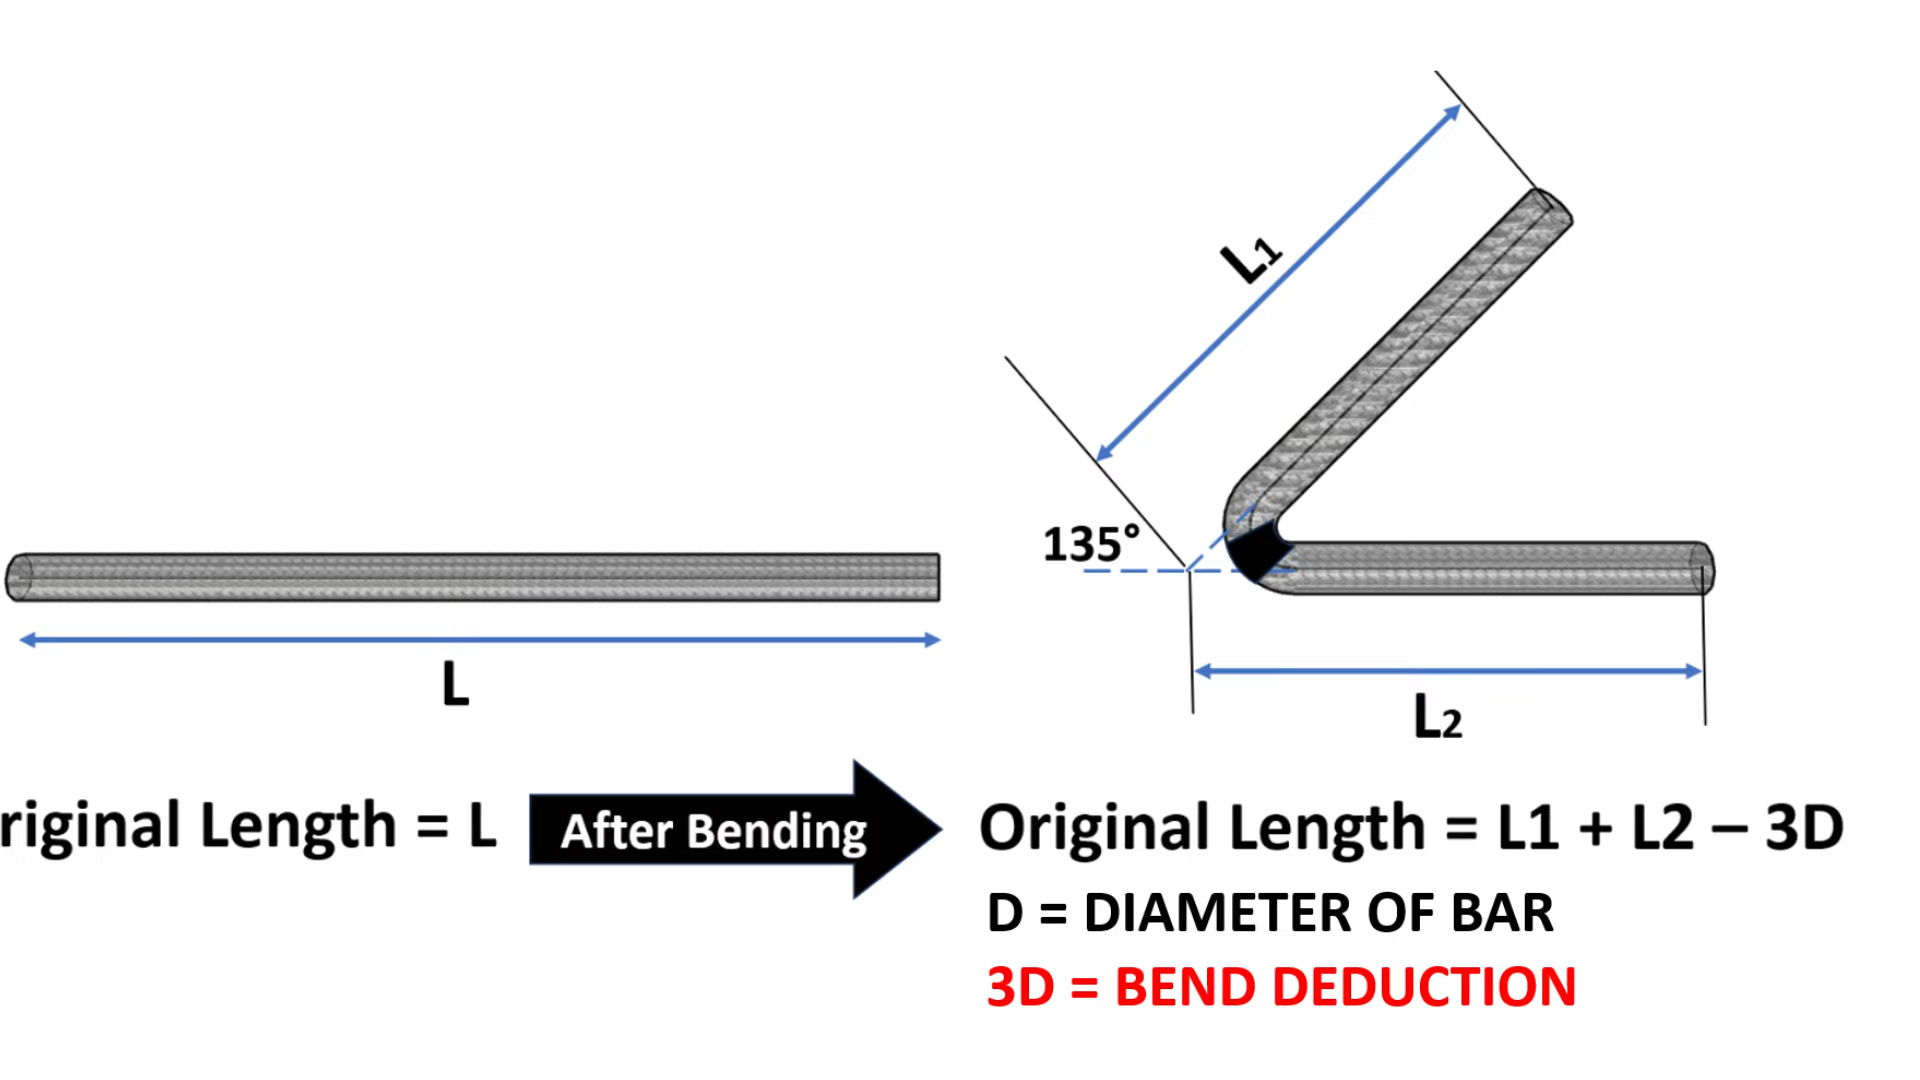 L1
135°
L
L2
riginal Length = L
After Bending
Original Length = L1 + L2 – 3D
D = DIAMETER OF BAR
3D = BEND DEDUCTION